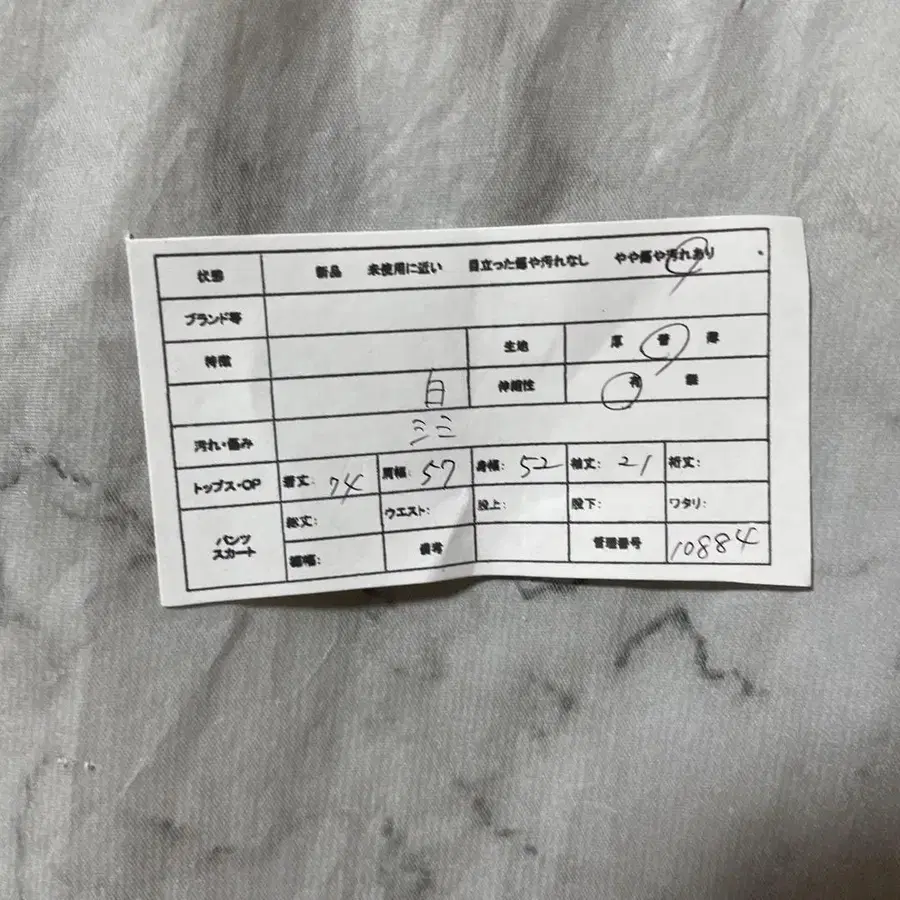 状態 新品 未使用に近い 目立った傷や汚れなし やや傷や汚れあり
ブランド等
特徴 生地 厚 普 薄
白 伸縮性 有 無
汚れ・傷み シミ
トップス・OP 着丈: 74 肩幅: 57 身幅: 52 袖丈: 21 裄丈:
パンツ スカート 総丈: ウエスト: 股上: 股下: ワタリ:
裾幅: 備考 管理番号 10884